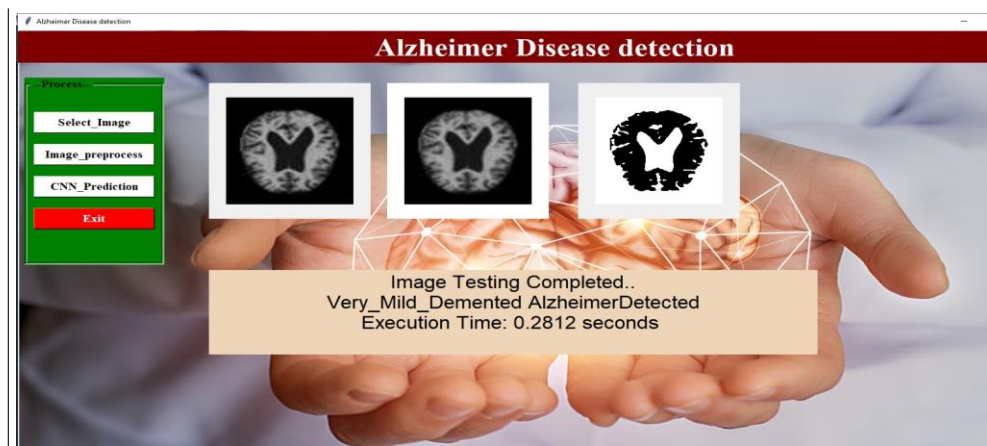 Alzheimer Disease detection
Alzheimer Disease detection
--Process--
Select_Image
Image_preprocess
CNN_Prediction
Exit
Image Testing Completed..
Very_Mild_Demented AlzheimerDetected
Execution Time: 0.2812 seconds